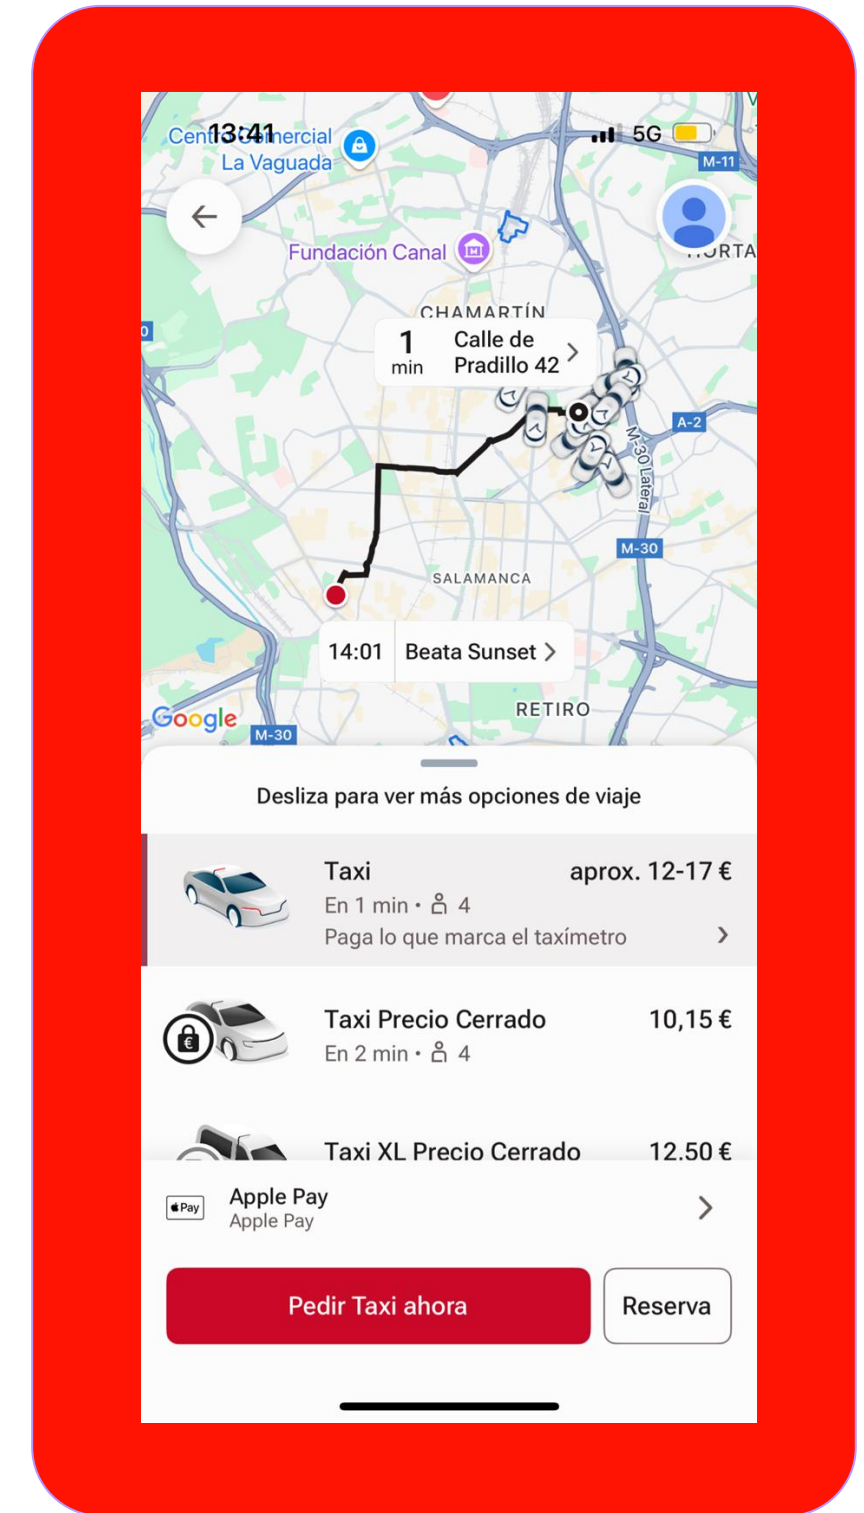 13:41
5G
Centro Comercial
La Vaguada
M-11
Fundación Canal
HORTA
CHAMARTÍN
1
min
Calle de
Pradillo 42
A-2
M-30 Lateral
M-30
SALAMANCA
14:01
Beata Sunset
RETIRO
Google
M-30
Desliza para ver más opciones de viaje
Taxi
aprox. 12-17 €
En 1 min • 4
Paga lo que marca el taxímetro
Taxi Precio Cerrado
10,15 €
€
En 2 min • 4
Taxi XL Precio Cerrado
12,50 €
Pay
Apple Pay
Apple Pay
Pedir Taxi ahora
Reserva